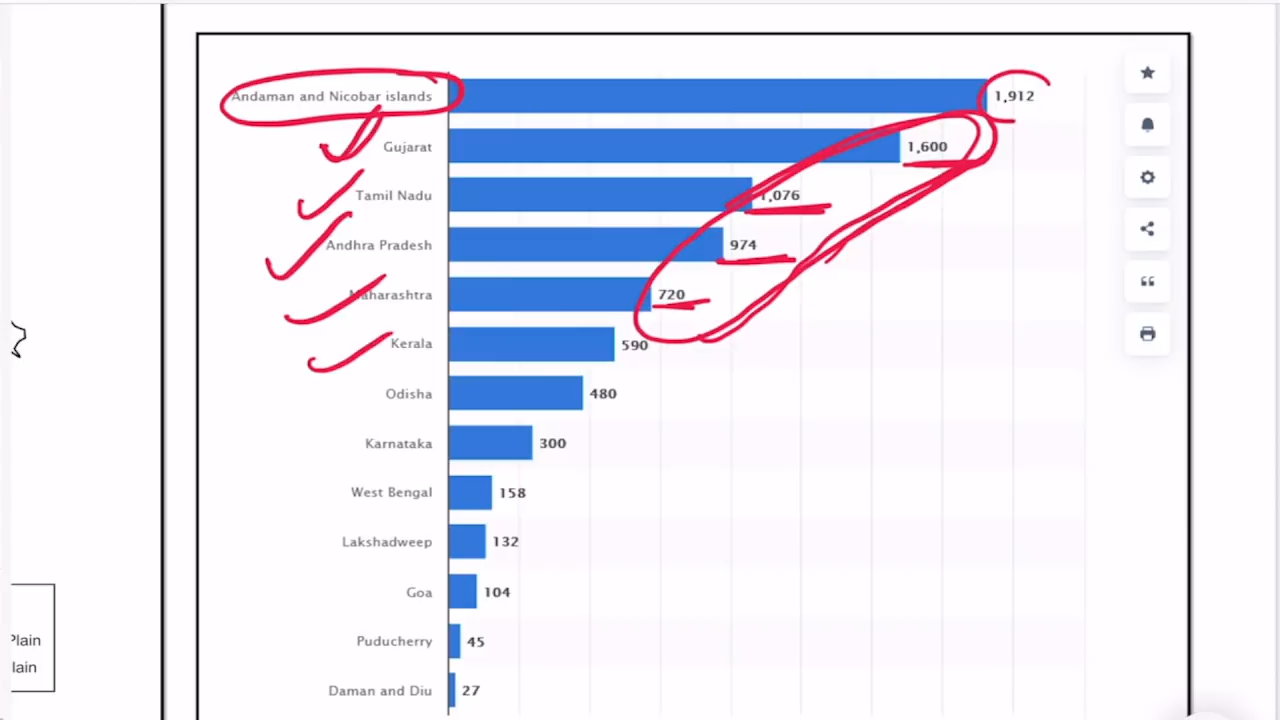 Andaman and Nicobar islands 1,912
Gujarat 1,600
Tamil Nadu 1,076
Andhra Pradesh 974
Maharashtra 720
Kerala 590
Odisha 480
Karnataka 300
West Bengal 158
Lakshadweep 132
Goa 104
Puducherry 45
Daman and Diu 27
Plain
lain